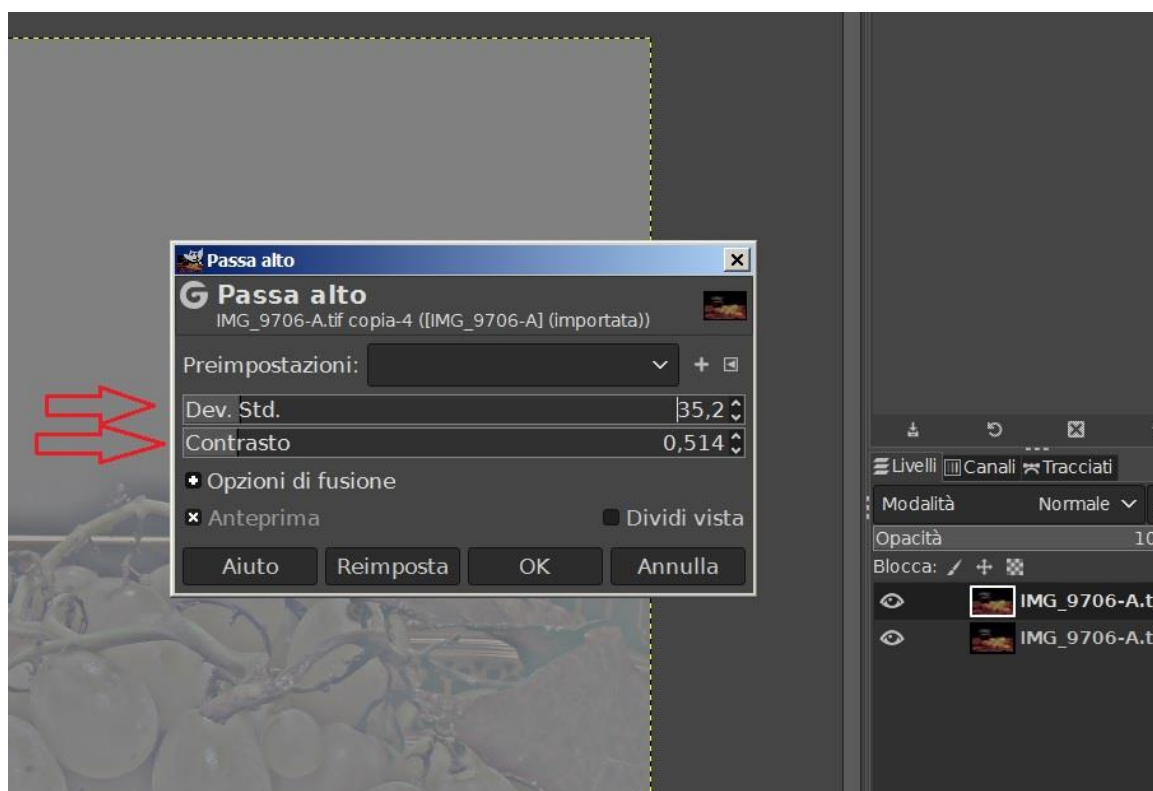 Passa alto
Passa alto
IMG_9706-A.tif copia-4 ([IMG_9706-A] (importata))
Preimpostazioni:
Dev. Std. 35,2
Contrasto 0,514
Opzioni di fusione
Anteprima Dividi vista
Aiuto Reimposta OK Annulla
Livelli Canali Tracciati
Modalità Normale
Opacità 10
Blocca:
IMG_9706-A.t
IMG_9706-A.t